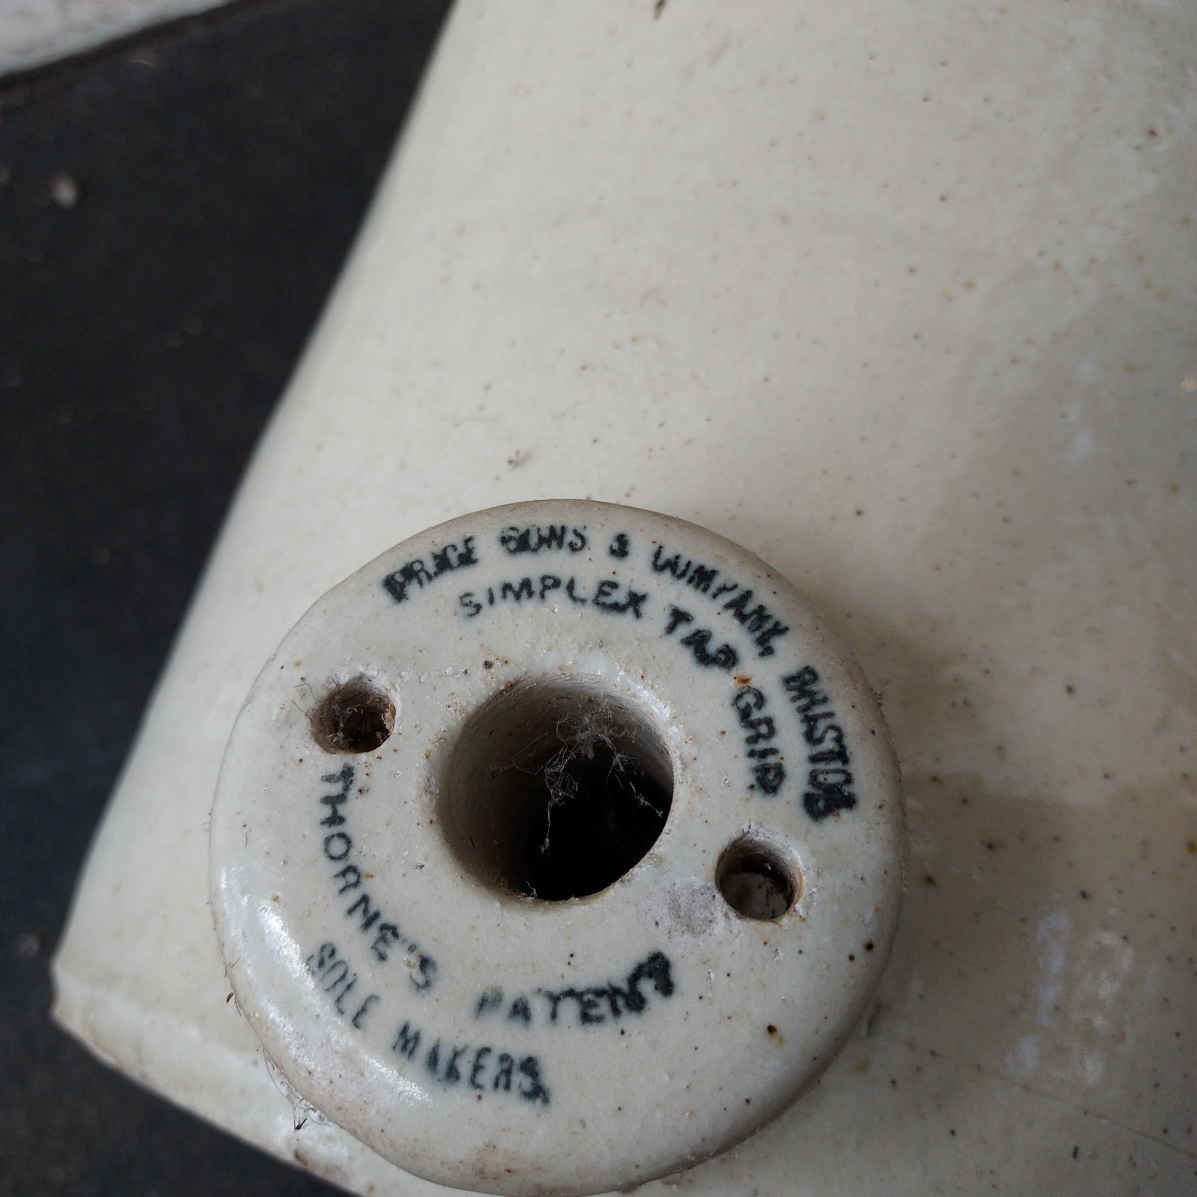 PRICE SONS & COMPANY, BRISTOL
SIMPLEX TAP GRIP
THORNE'S PATENT
SOLE MAKERS,